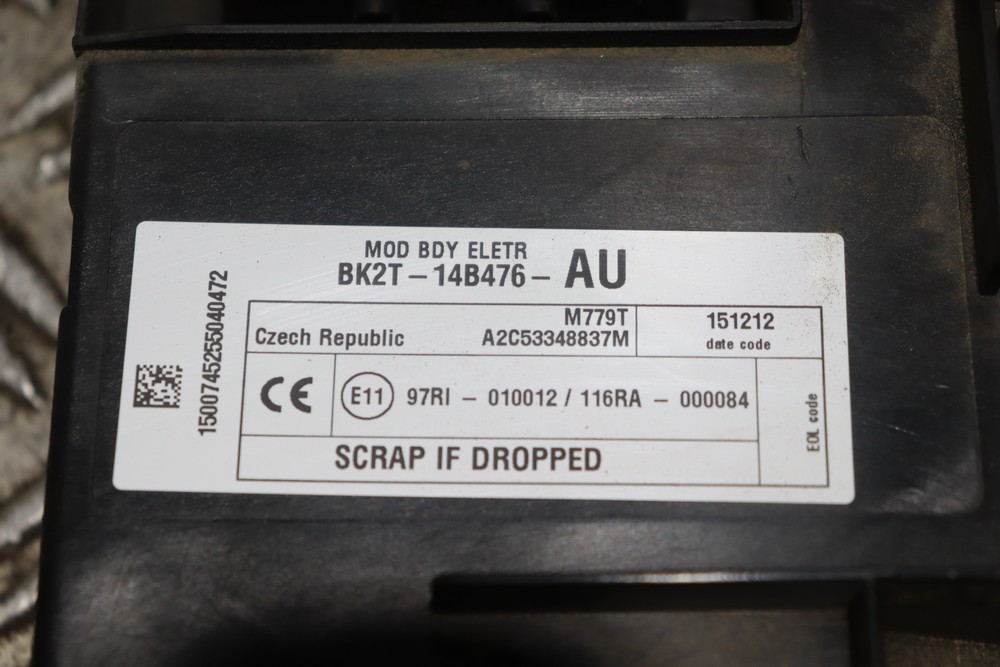 MOD BDY ELETR
BK2T-14B476- AU
1500745255040472
M779T
Czech Republic A2C53348837M
151212
date code
CE
E11 97RI - 010012 / 116RA - 000084
EOL code
SCRAP IF DROPPED